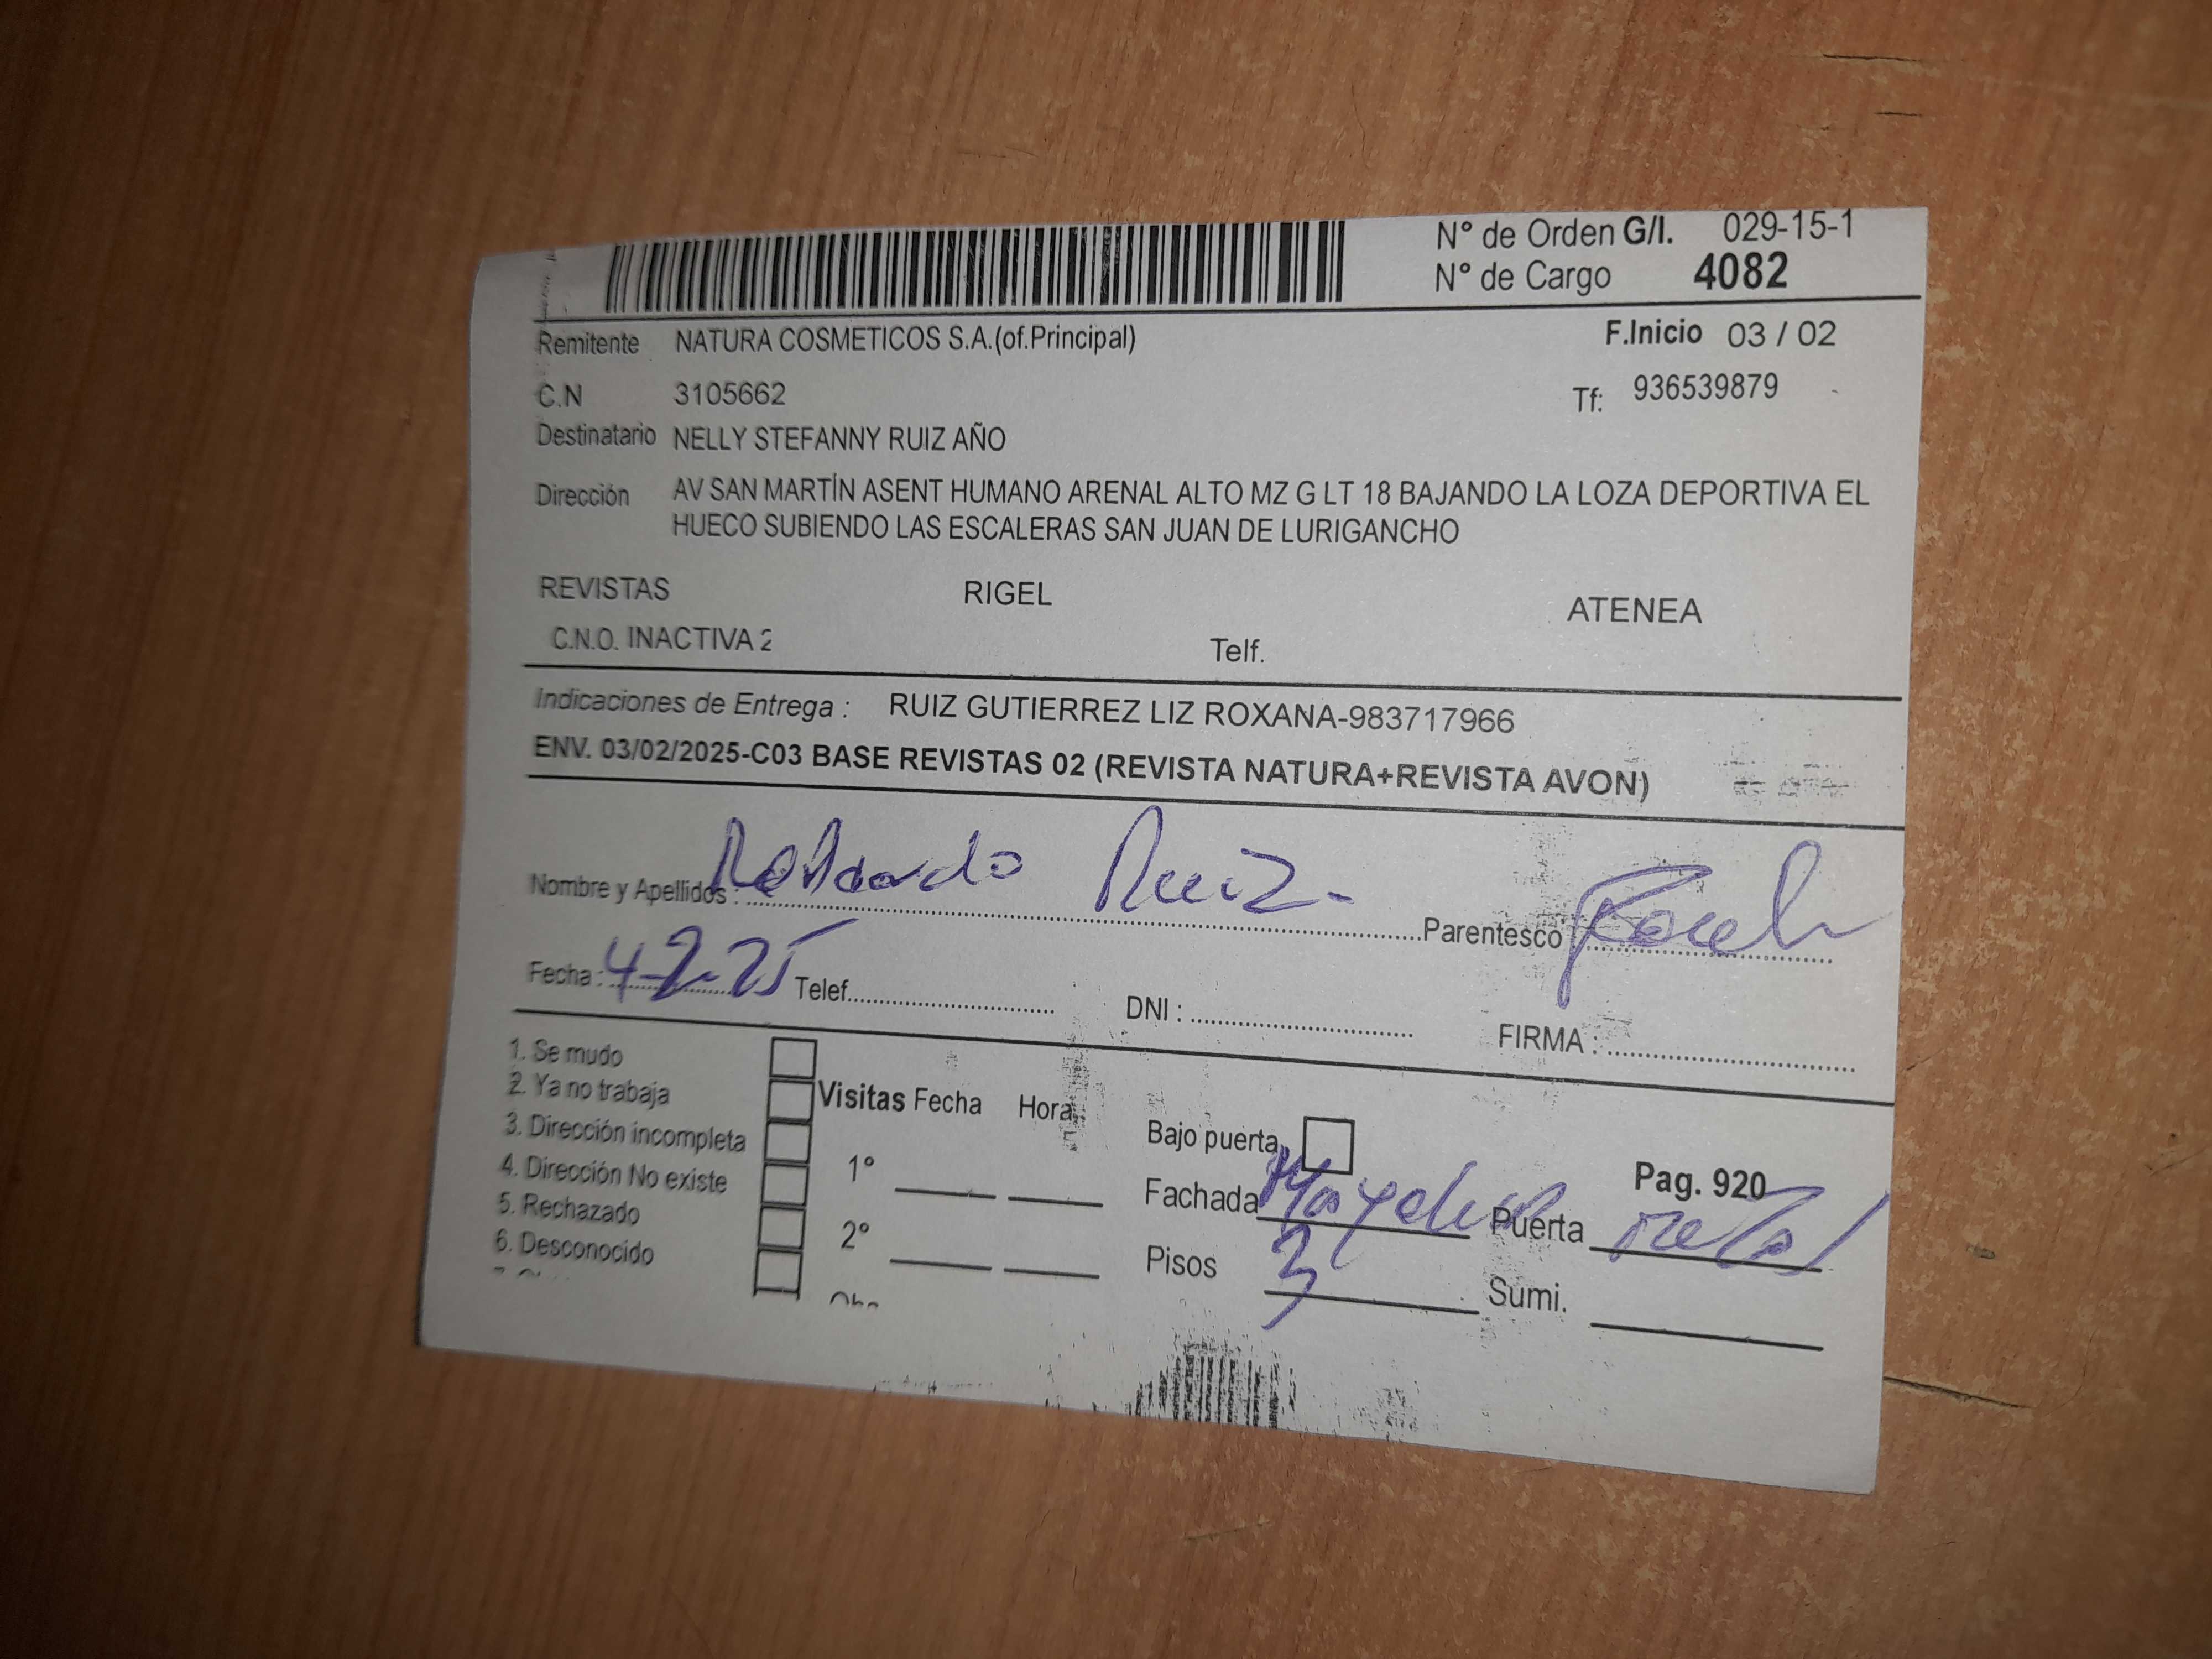 N° de Orden G/I. 029-15-1
N° de Cargo 4082
Remitente NATURA COSMETICOS S.A.(of.Principal) F.Inicio 03 / 02
C.N 3105662 Tf: 936539879
Destinatario NELLY STEFANNY RUIZ AÑO
Dirección AV SAN MARTÍN ASENT HUMANO ARENAL ALTO MZ G LT 18 BAJANDO LA LOZA DEPORTIVA EL
HUECO SUBIENDO LAS ESCALERAS SAN JUAN DE LURIGANCHO
REVISTAS RIGEL ATENEA
C.N.O. INACTIVA 2 Telf.
Indicaciones de Entrega : RUIZ GUTIERREZ LIZ ROXANA-983717966
ENV. 03/02/2025-C03 BASE REVISTAS 02 (REVISTA NATURA+REVISTA AVON)
Nombre y Apellidos : Ruiz Parentesco
Fecha : 4-2-25 Telef. DNI : FIRMA :
1. Se mudo
2. Ya no trabaja Visitas Fecha Hora
3. Dirección incompleta Bajo puerta
4. Dirección No existe 1° Fachada Puerta Pag. 920
5. Rechazado
6. Desconocido 2° Pisos 3 Sumi.